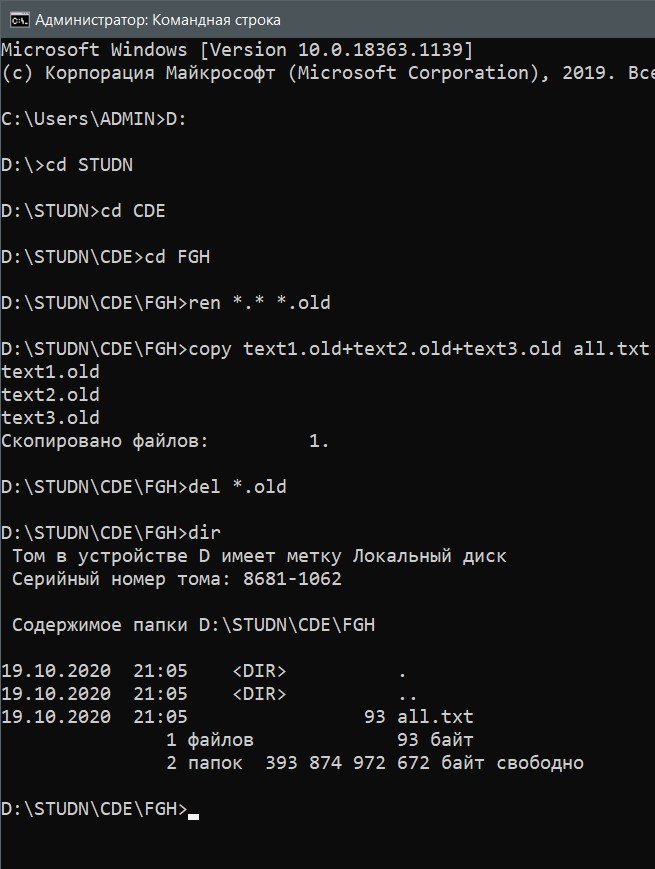 Администратор: Командная строка
Microsoft Windows [Version 10.0.18363.1139]
(c) Корпорация Майкрософт (Microsoft Corporation), 2019. Все
C:\Users\ADMIN>D:
D:\>cd STUDN
D:\STUDN>cd CDE
D:\STUDN\CDE>cd FGH
D:\STUDN\CDE\FGH>ren *.* *.old
D:\STUDN\CDE\FGH>copy text1.old+text2.old+text3.old all.txt
text1.old
text2.old
text3.old
Скопировано файлов:         1.
D:\STUDN\CDE\FGH>del *.old
D:\STUDN\CDE\FGH>dir
 Том в устройстве D имеет метку Локальный диск
 Серийный номер тома: 8681-1062
 Содержимое папки D:\STUDN\CDE\FGH
19.10.2020  21:05    <DIR>          .
19.10.2020  21:05    <DIR>          ..
19.10.2020  21:05                93 all.txt
               1 файлов             93 байт
               2 папок  393 874 972 672 байт свободно
D:\STUDN\CDE\FGH>